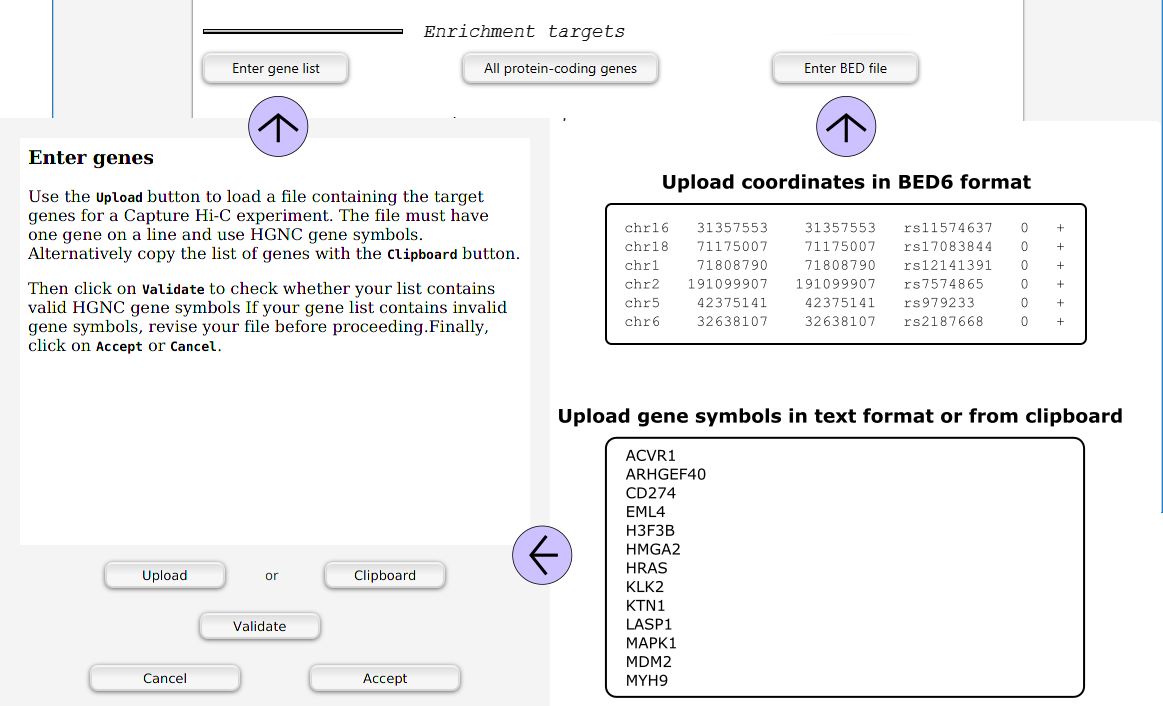 Enrichment targets
Enter gene list
All protein-coding genes
Enter BED file
Enter genes
Use the Upload button to load a file containing the target
genes for a Capture Hi-C experiment. The file must have
one gene on a line and use HGNC gene symbols.
Alternatively copy the list of genes with the Clipboard button.
Then click on Validate to check whether your list contains
valid HGNC gene symbols If your gene list contains invalid
gene symbols, revise your file before proceeding.Finally,
click on Accept or Cancel.
Upload or Clipboard
Validate
Cancel Accept
Upload coordinates in BED6 format
chr16 31357553 31357553 rs11574637 0 +
chr18 71175007 71175007 rs17083844 0 +
chr1 71808790 71808790 rs12141391 0 +
chr2 191099907 191099907 rs7574865 0 +
chr5 42375141 42375141 rs979233 0 +
chr6 32638107 32638107 rs2187668 0 +
Upload gene symbols in text format or from clipboard
ACVR1
ARHGEF40
CD274
EML4
H3F3B
HMGA2
HRAS
KLK2
KTN1
LASP1
MAPK1
MDM2
MYH9